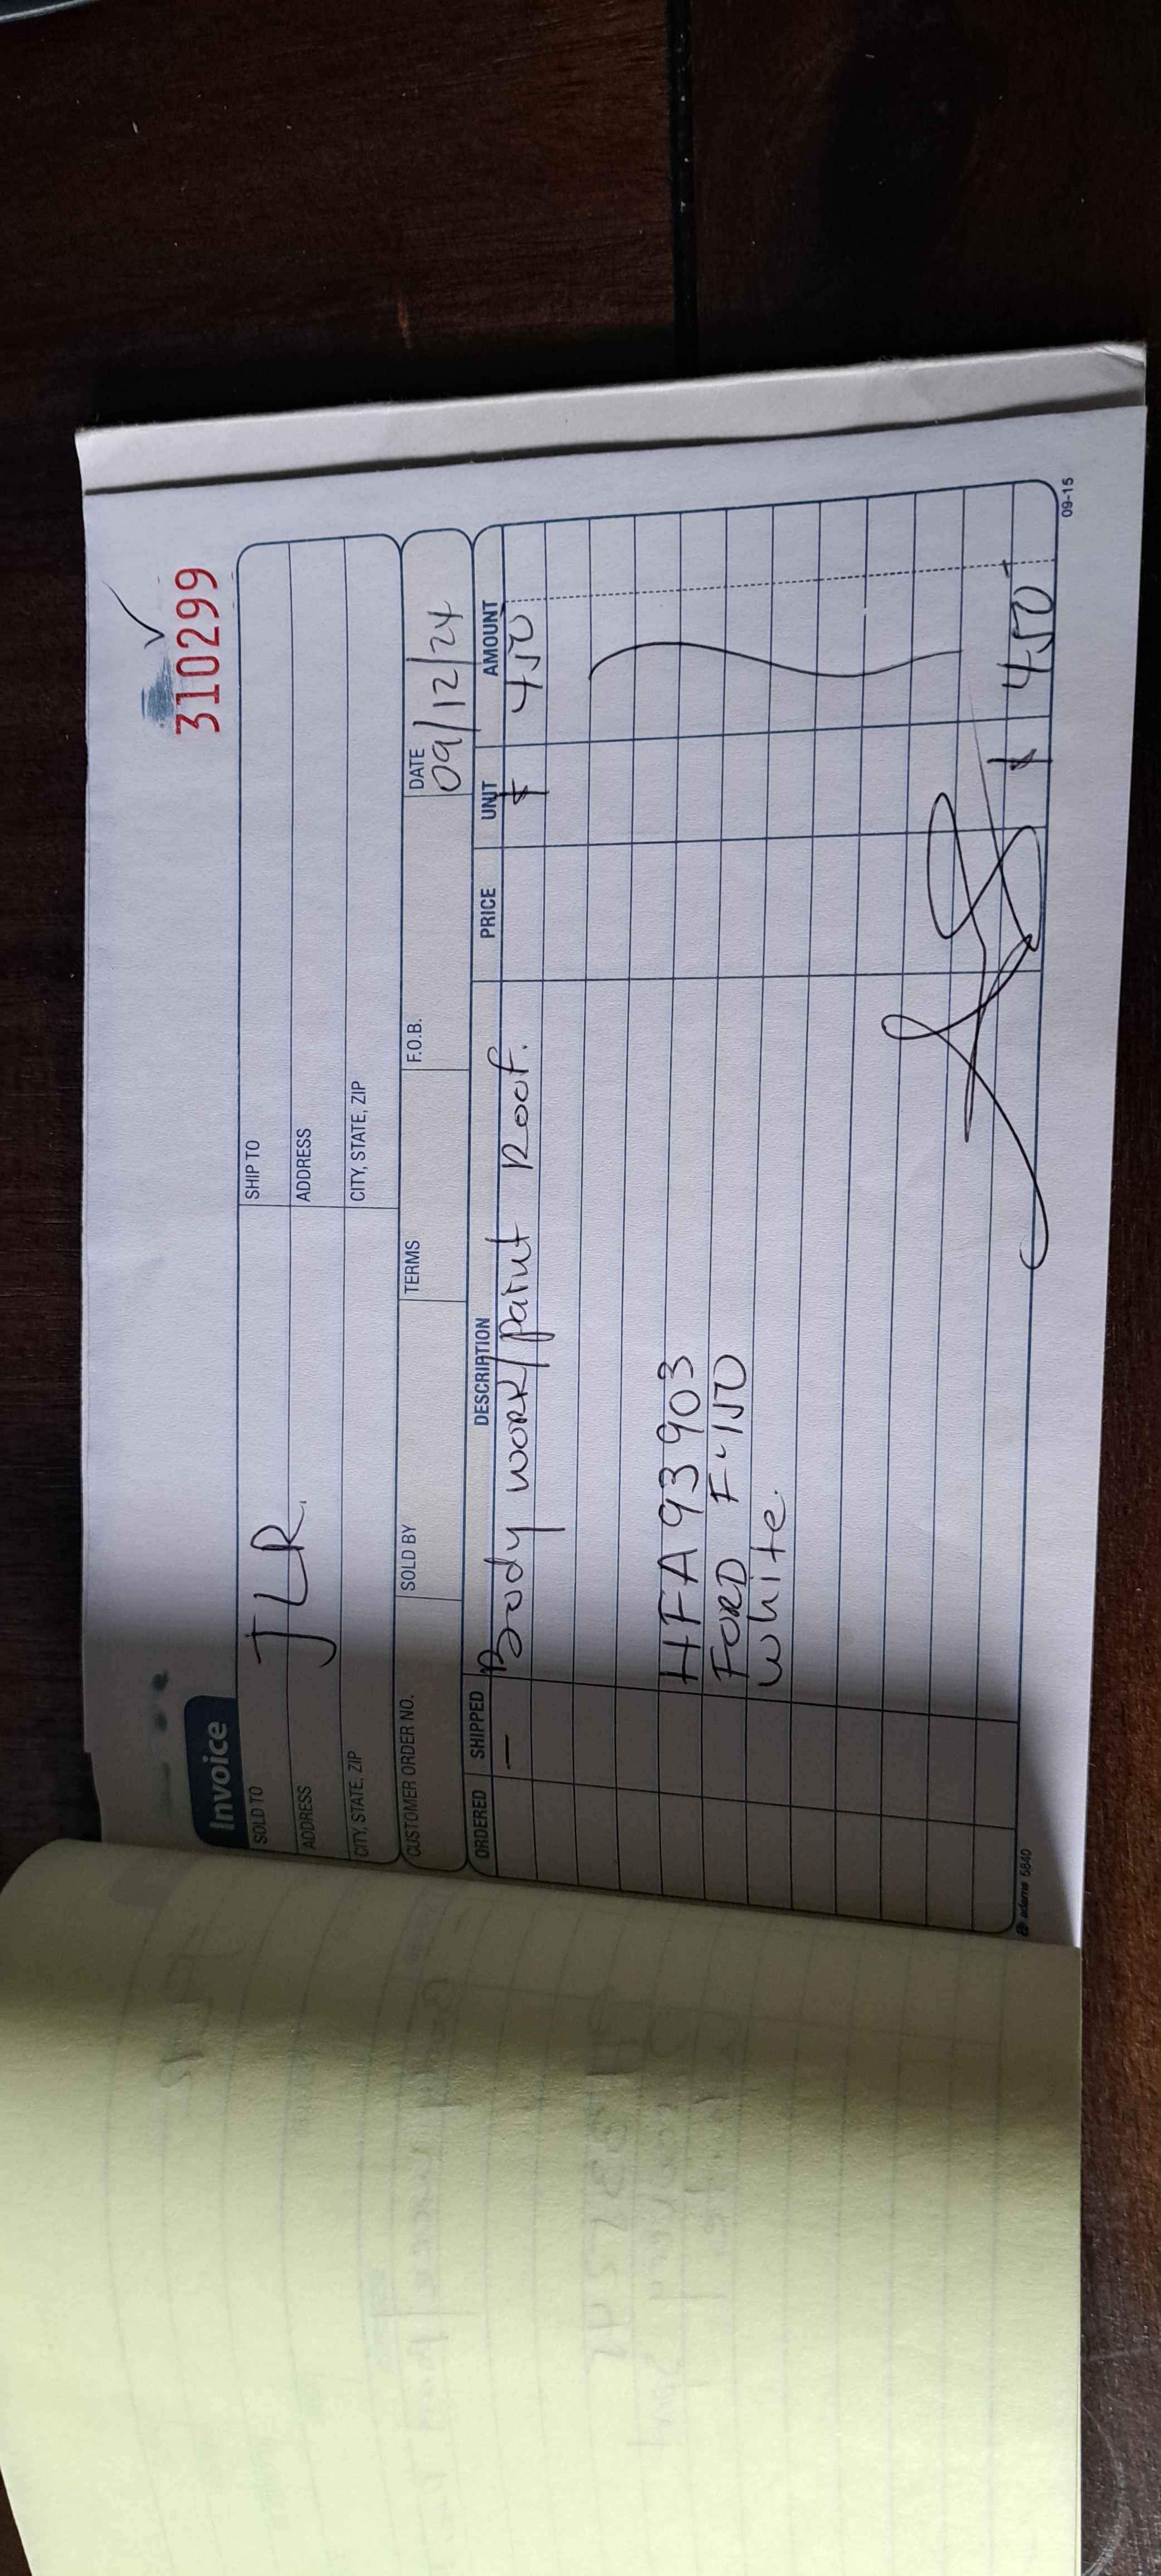 310299
Invoice
SOLD TO JLR. SHIP TO
ADDRESS ADDRESS
CITY, STATE, ZIP CITY, STATE, ZIP
CUSTOMER ORDER NO. SOLD BY TERMS F.O.B. DATE
09/12/24
ORDERED SHIPPED DESCRIPTION PRICE UNIT AMOUNT
— Body work/paint Roof. $ 450
HFA93903
FORD F-150
White.
$ 450-
adams 5840 09-15